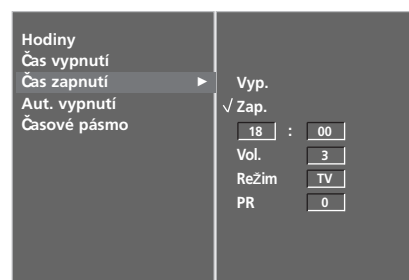 Hodiny
Čas vypnutí
Čas zapnutí ►
Aut. vypnutí
Časové pásmo
Vyp.
√ Zap.
18 : 00
Vol. 3
Režim TV
PR 0